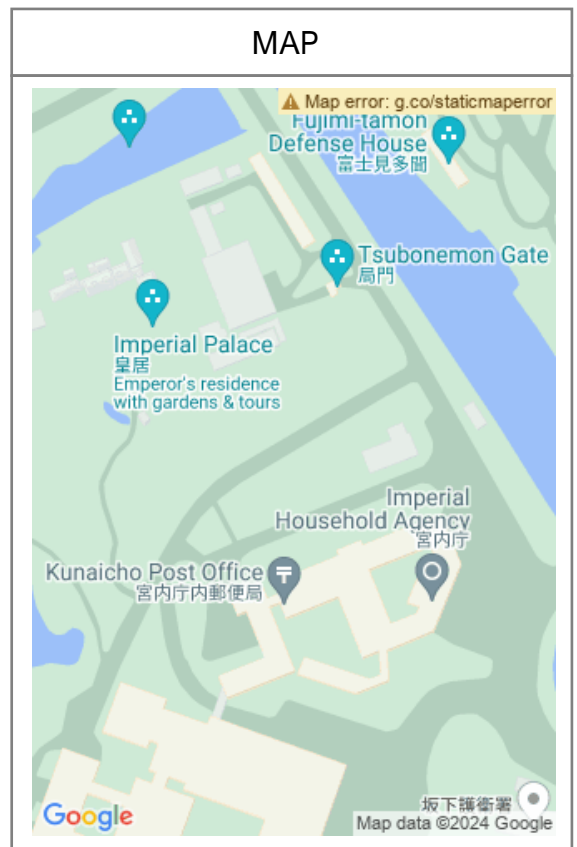 MAP
Map error: g.co/staticmaperror
Fujimi-tamon
Defense House
富士見多聞
Tsubonemon Gate
局門
Imperial Palace
皇居
Emperor's residence
with gardens & tours
Imperial
Household Agency
宮内庁
Kunaicho Post Office
宮内庁内郵便局
坂下護衛署
Google
Map data ©2024 Google